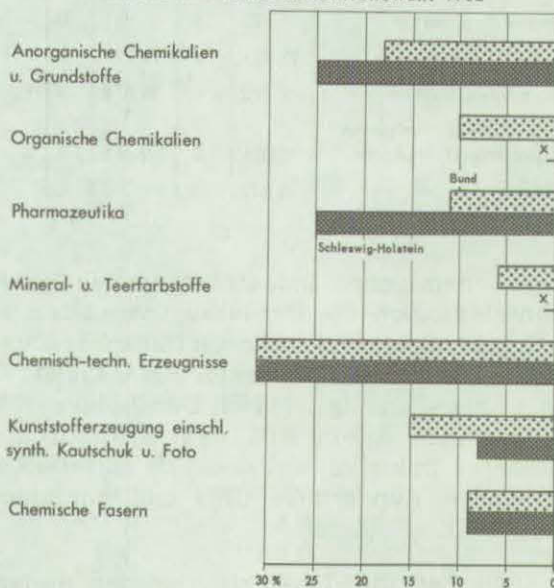 Anorganische Chemikalien
u. Grundstoffe
Organische Chemikalien
x
Bund
Pharmazeutika
Schleswig-Holstein
Mineral- u. Teerfarbstoffe
x
Chemisch-techn. Erzeugnisse
Kunststofferzeugung einschl.
synth. Kautschuk u. Foto
Chemische Fasern
30 % 25 20 15 10 5 0